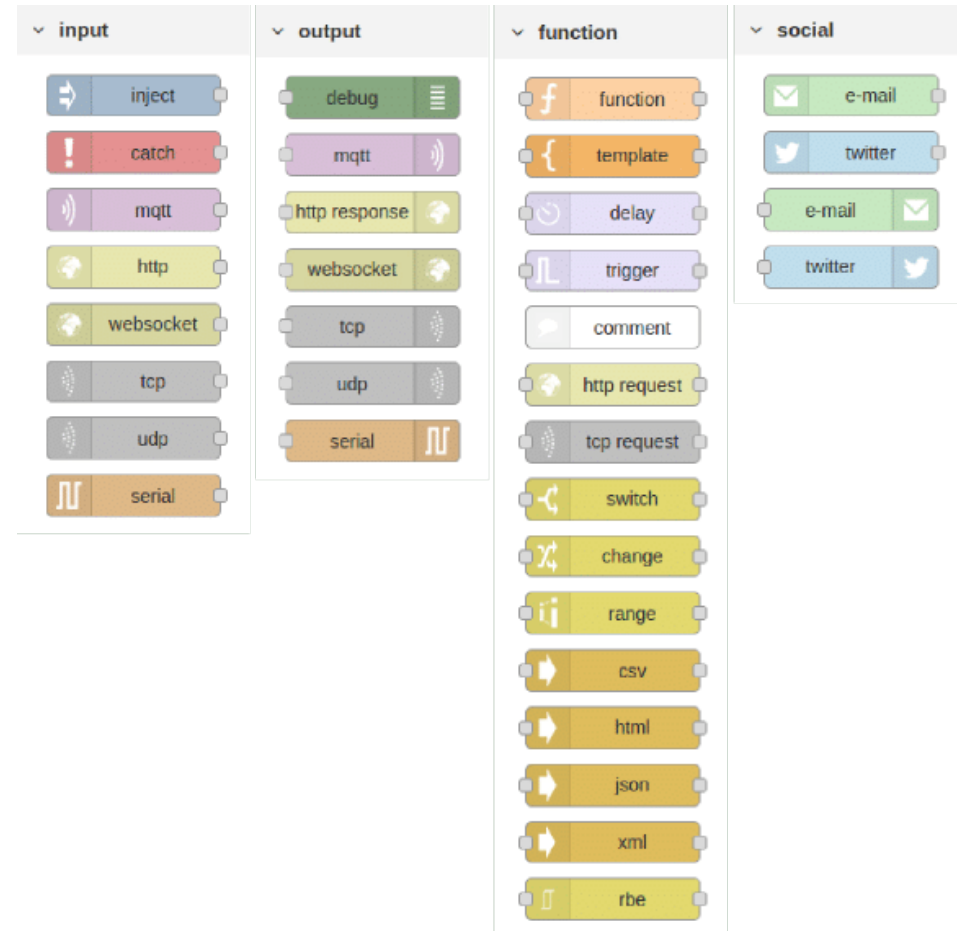 input
inject
catch
mqtt
http
websocket
tcp
udp
serial
output
debug
mqtt
http response
websocket
tcp
udp
serial
function
function
template
delay
trigger
comment
http request
tcp request
switch
change
range
csv
html
json
xml
rbe
social
e-mail
twitter
e-mail
twitter